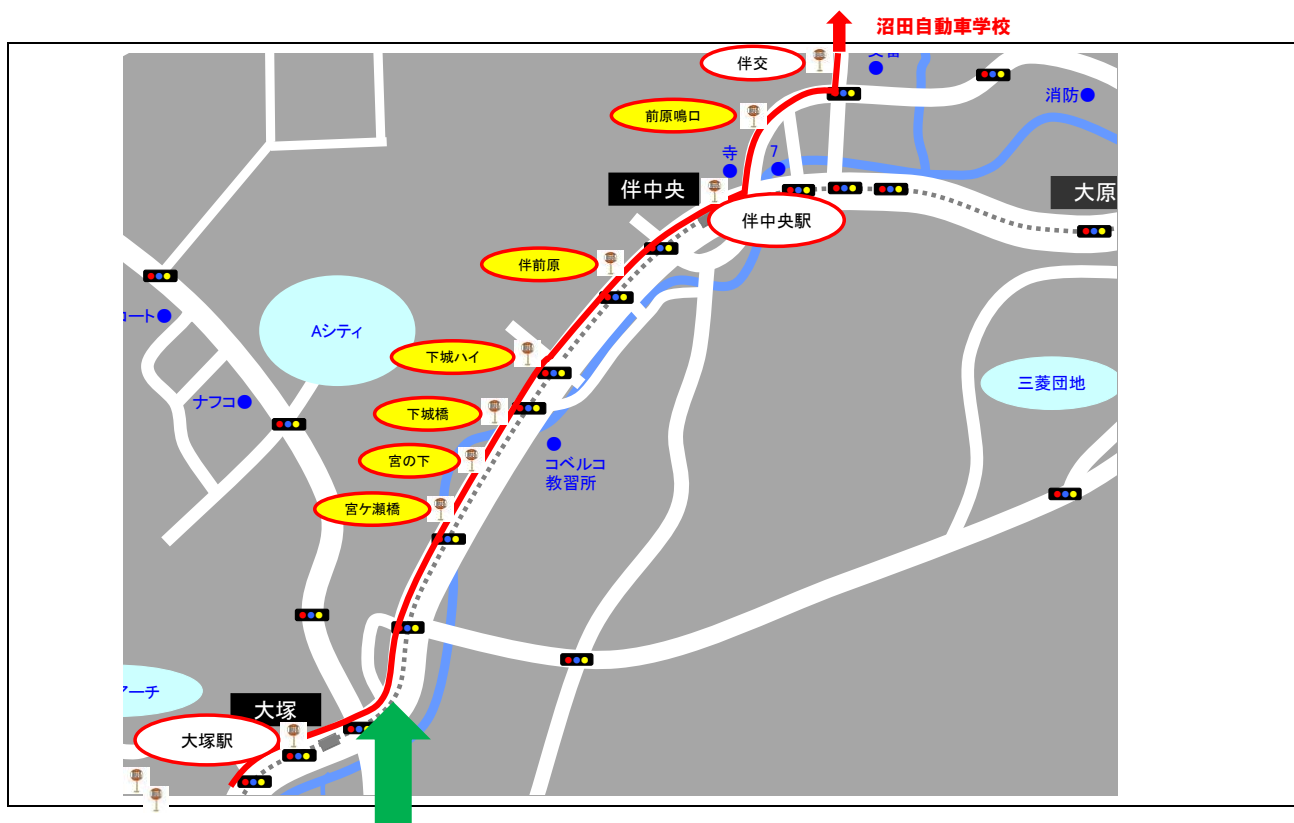 沼田自動車学校
伴交
消防
前原鳴口
寺
7
伴中央
大原
伴中央駅
伴前原
Aシティ
下城ハイ
三菱団地
ナフコ
下城橋
宮の下
コベルコ
教習所
宮ケ瀬橋
アーチ
大塚
大塚駅